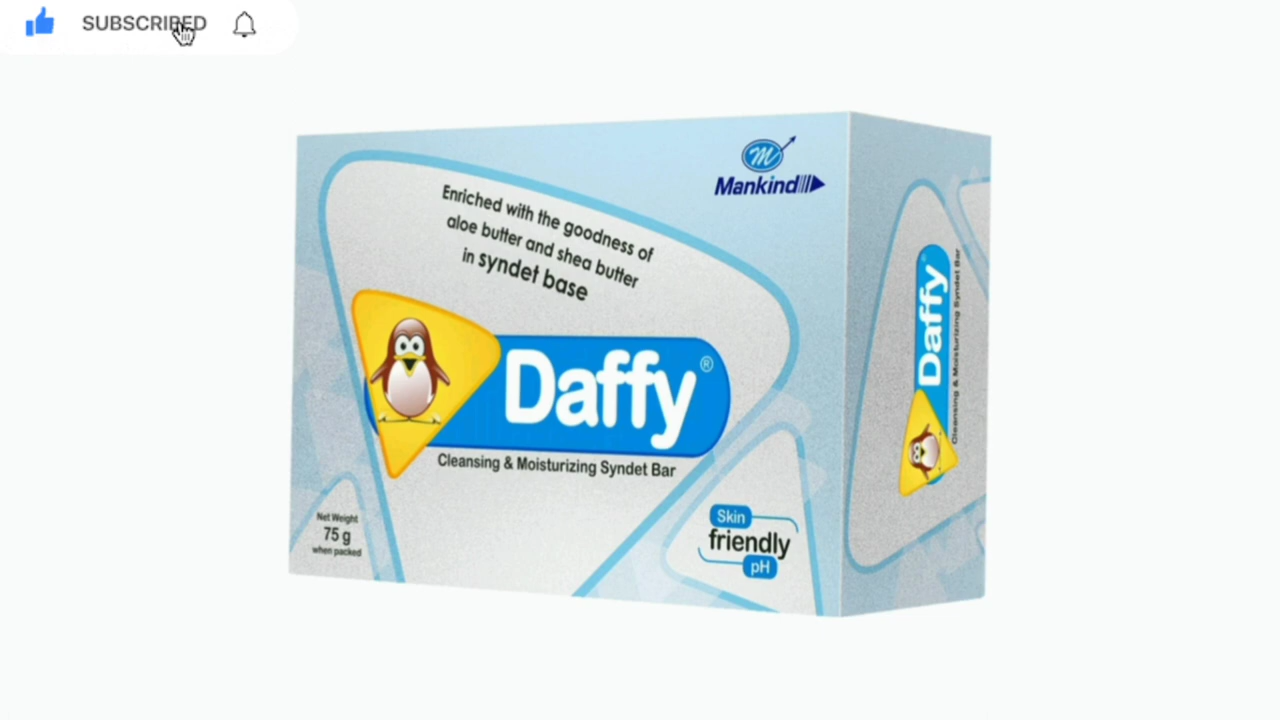 SUBSCRIBED
Mankind
Enriched with the goodness of
aloe butter and shea butter
in syndet base
Daffy®
Cleansing & Moisturizing Syndet Bar
Net Weight
75 g
when packed
Skin
friendly
pH
Daffy
Cleansing & Moisturizing Syndet Bar